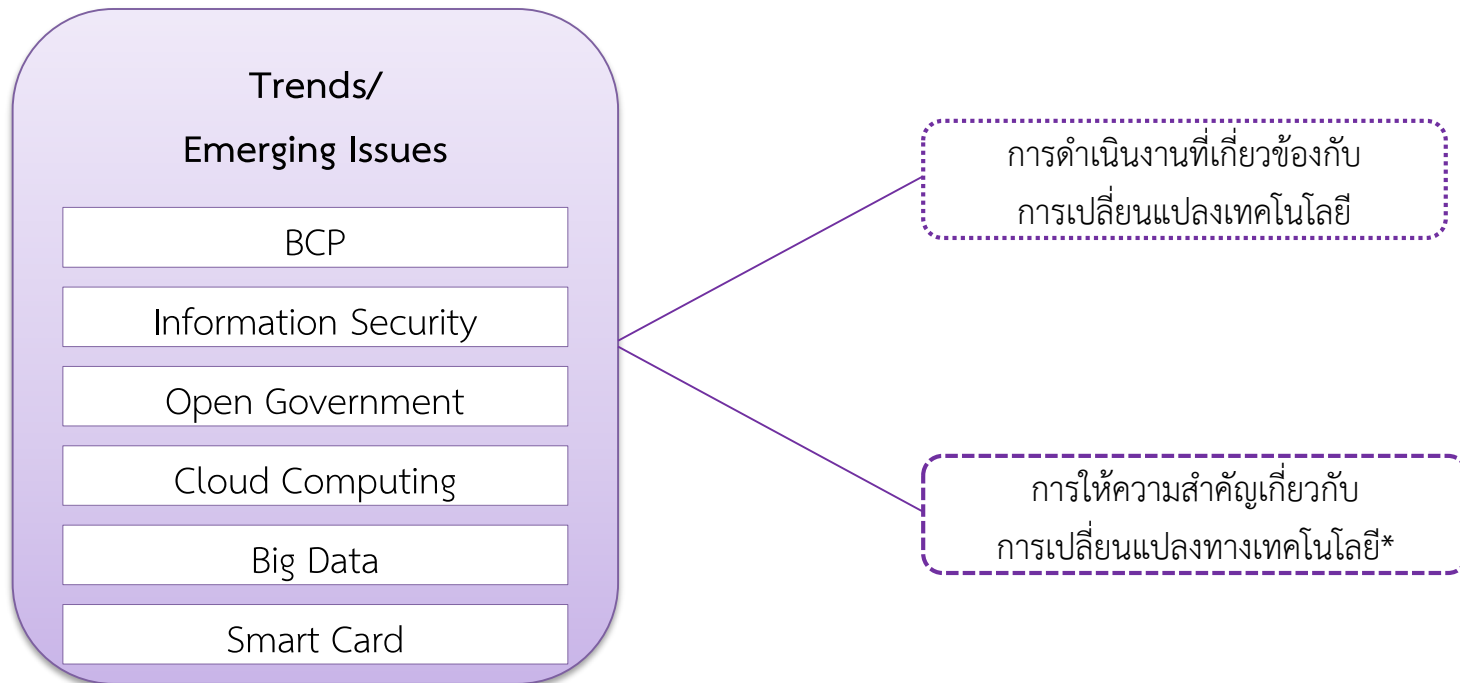 Trends/
Emerging Issues
BCP
Information Security
Open Government
Cloud Computing
Big Data
Smart Card
การดำเนินงานที่เกี่ยวข้องกับ
การเปลี่ยนแปลงเทคโนโลยี
การให้ความสำคัญเกี่ยวกับ
การเปลี่ยนแปลงทางเทคโนโลยี*